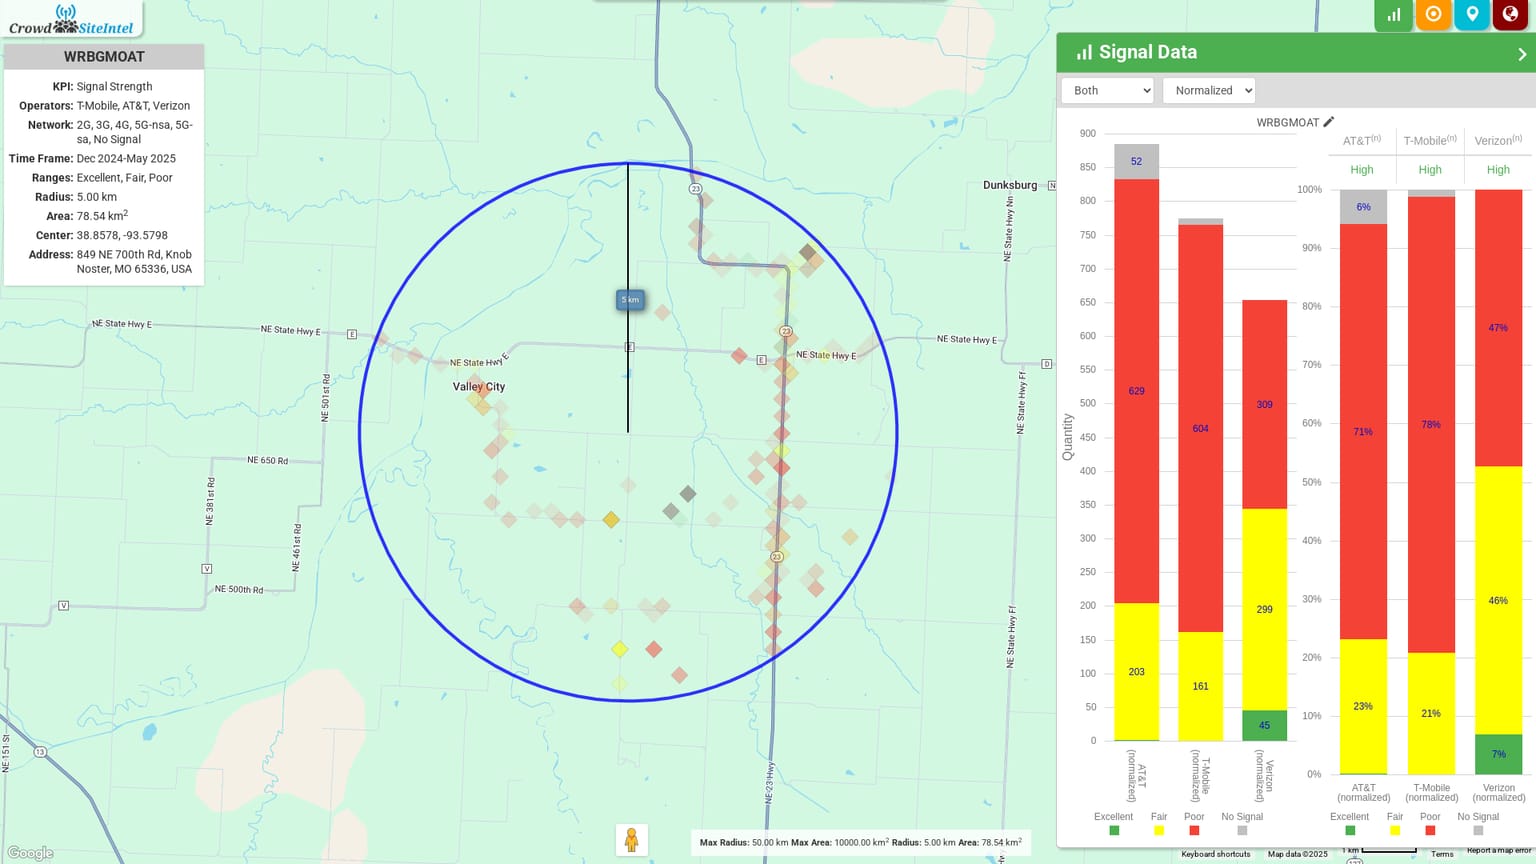 Crowd SiteIntel
WRBGMOAT
KPI: Signal Strength
Operators: T-Mobile, AT&T, Verizon
Network: 2G, 3G, 4G, 5G-nsa, 5G-
sa, No Signal
Time Frame: Dec 2024-May 2025
Ranges: Excellent, Fair, Poor
Radius: 5.00 km
Area: 78.54 km²
Center: 38.8578, -93.5798
Address: 849 NE 700th Rd, Knob
Noster, MO 65336, USA
23
Dunksburg
N
NE State Hwy Nn
5 km
NE State Hwy E
NE State Hwy E
E
E
E
23
NE State Hwy E
NE State Hwy E
NE State Hwy E
D
Valley City
NE 501st Rd
NE State Hwy Ff
NE 650 Rd
NE 381st Rd
NE 461st Rd
23
V
NE 500th Rd
V
NE State Hwy Ff
NE 151 St
13
NE 23 Hwy
Google
Max Radius: 50.00 km Max Area: 10000.00 km² Radius: 5.00 km Area: 78.54 km²
Signal Data
Both
Normalized
WRBGMOAT
900
850
800
750
700
650
600
550
500
450
400
350
300
250
200
150
100
50
0
Quantity
52
629
203
604
161
309
299
45
AT&T
(normalized)
T-Mobile
(normalized)
Verizon
(normalized)
Excellent
Fair
Poor
No Signal
AT&T(n)
T-Mobile(n)
Verizon(n)
High
High
High
100%
90%
80%
70%
60%
50%
40%
30%
20%
10%
0%
6%
71%
23%
78%
21%
47%
46%
7%
AT&T
(normalized)
T-Mobile
(normalized)
Verizon
(normalized)
Excellent
Fair
Poor
No Signal
Keyboard shortcuts
Map data ©2025
1 km
Terms
Report a map error